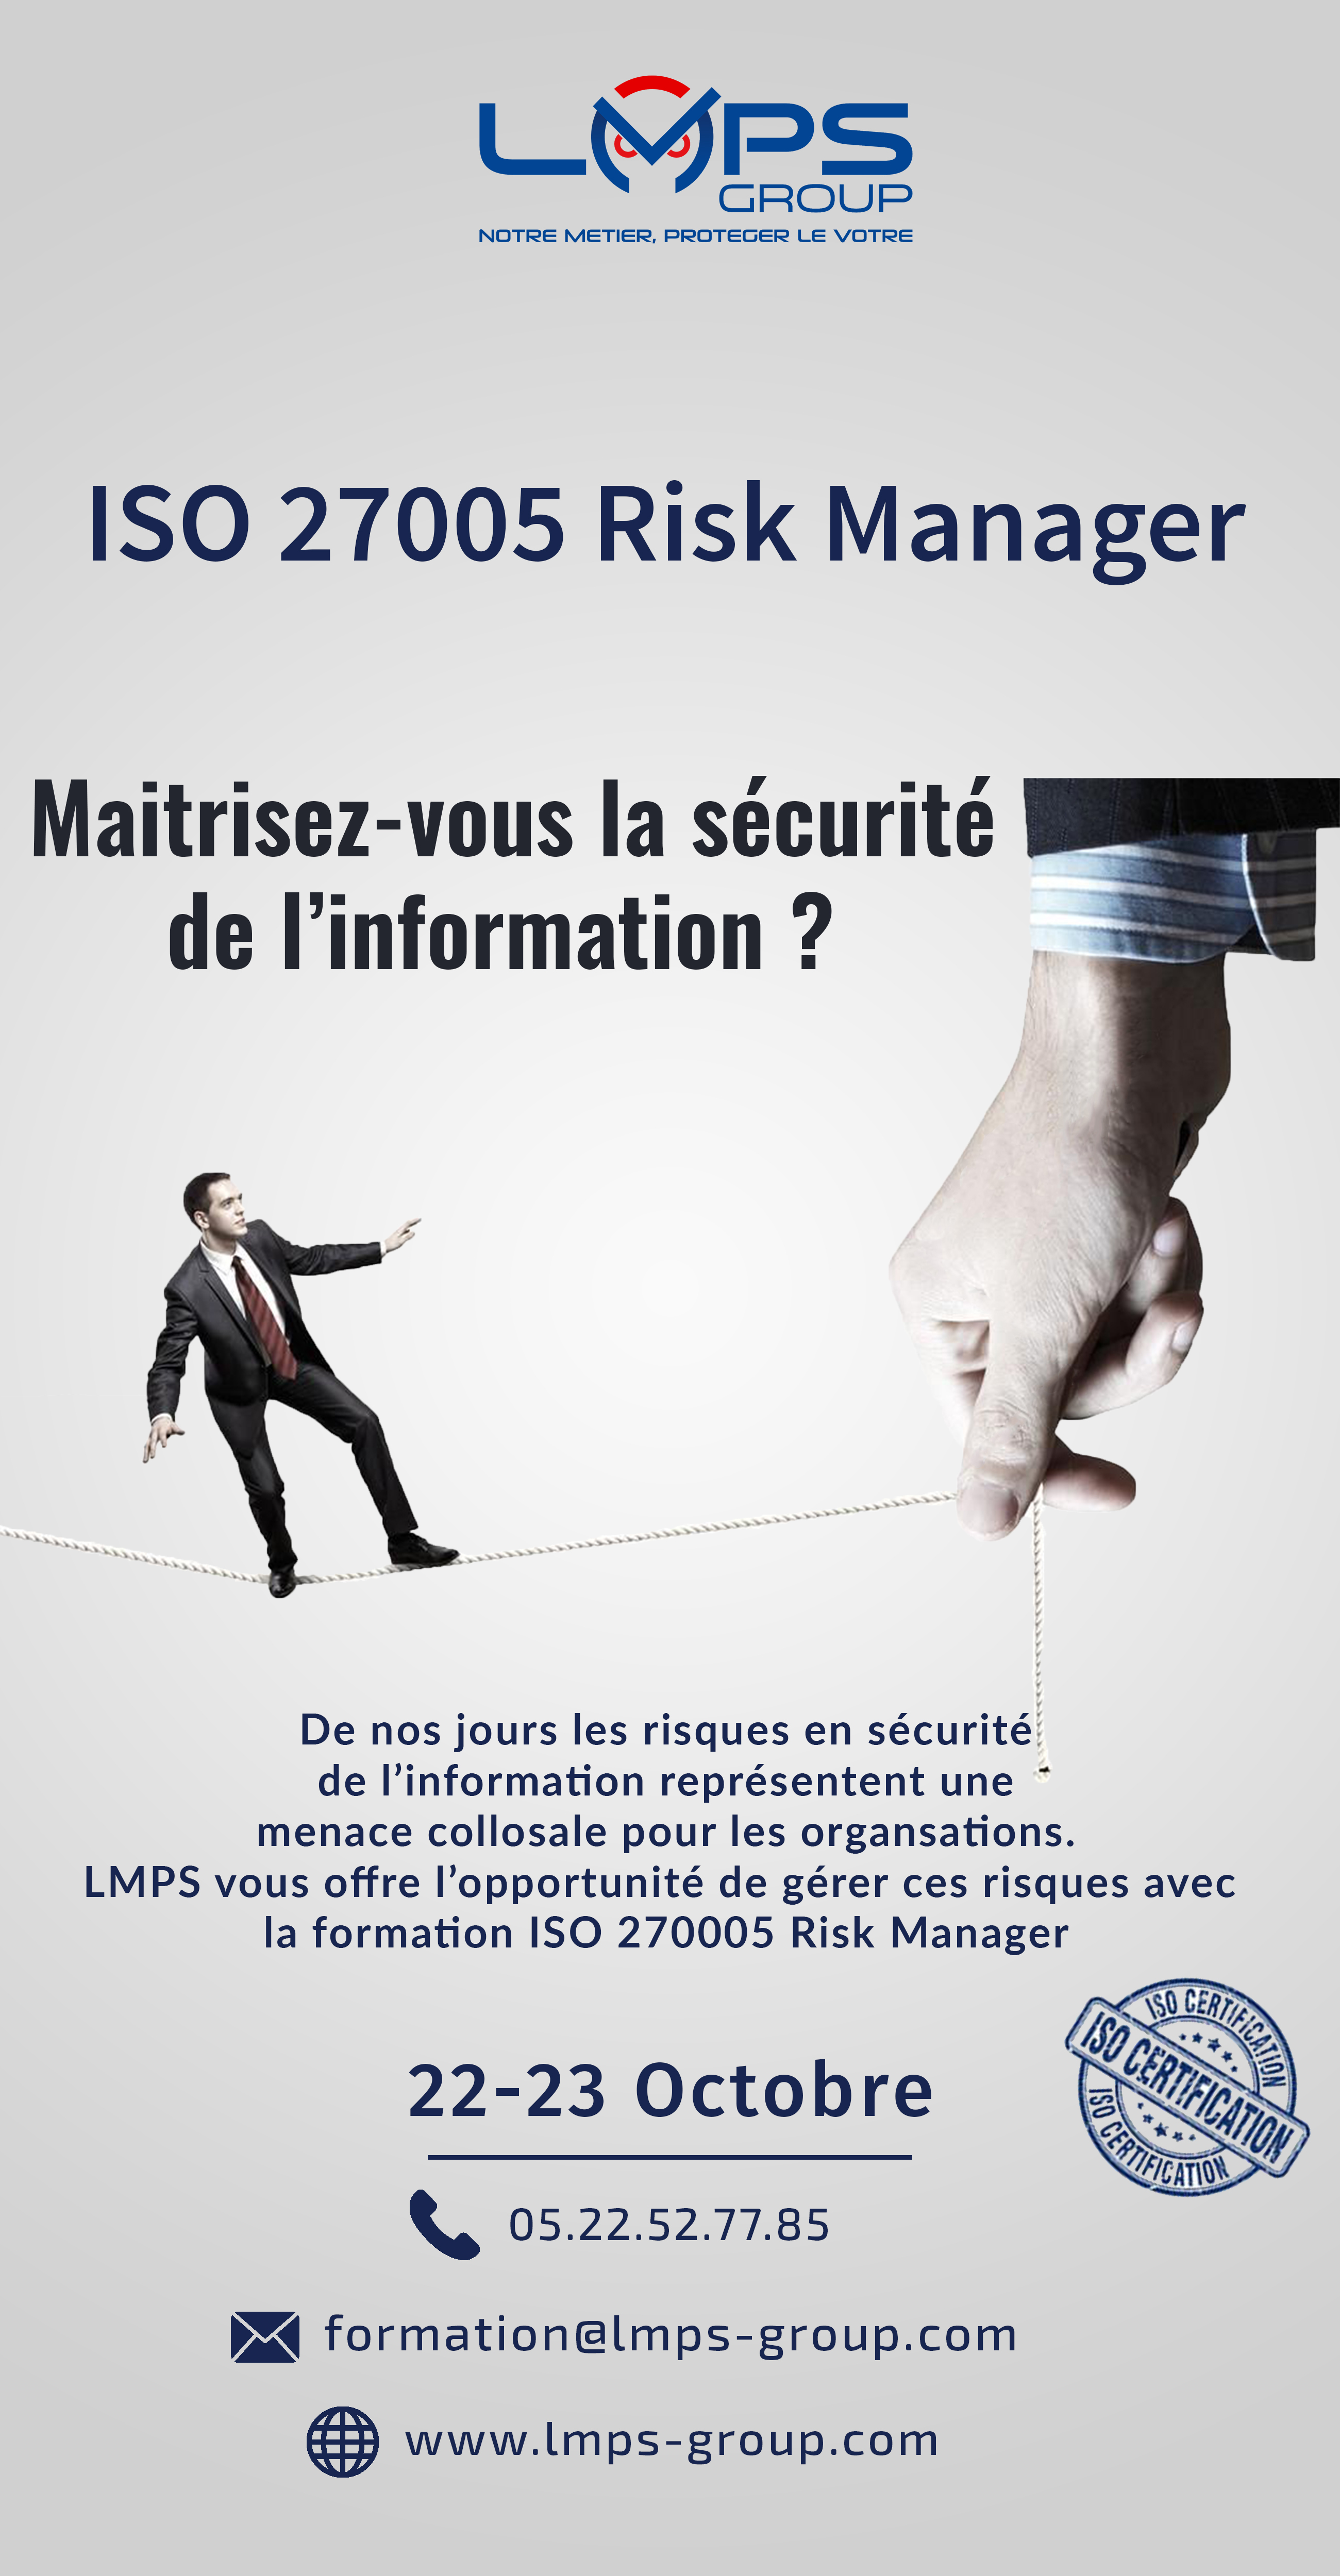 LMPS
GROUP
NOTRE METIER, PROTEGER LE VOTRE
ISO 27005 Risk Manager
Maitrisez-vous la sécurité
de l’information ?
De nos jours les risques en sécurité
de l’information représentent une
menace collosale pour les organsations.
LMPS vous offre l’opportunité de gérer ces risques avec
la formation ISO 270005 Risk Manager
ISO CERTIFICATION
ISO CERTIFICATION
ISO CERTIFICATION
22-23 Octobre
05.22.52.77.85
formation@lmps-group.com
www.lmps-group.com